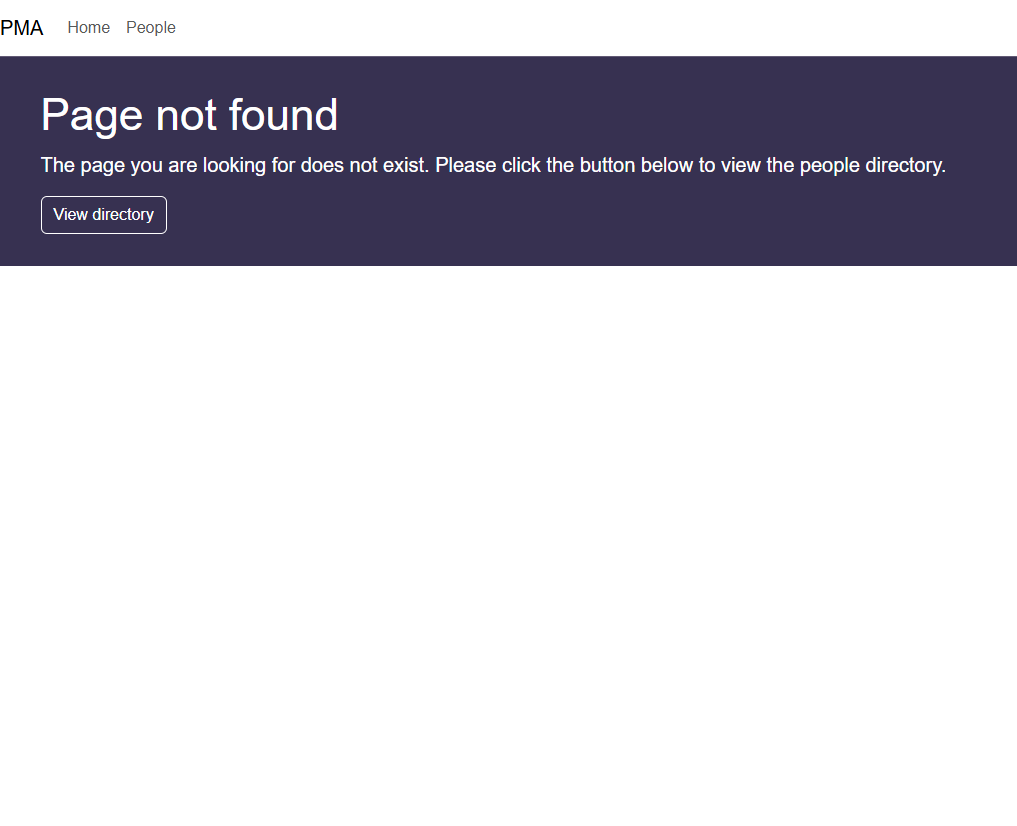 PMA Home People
Page not found
The page you are looking for does not exist. Please click the button below to view the people directory.
View directory